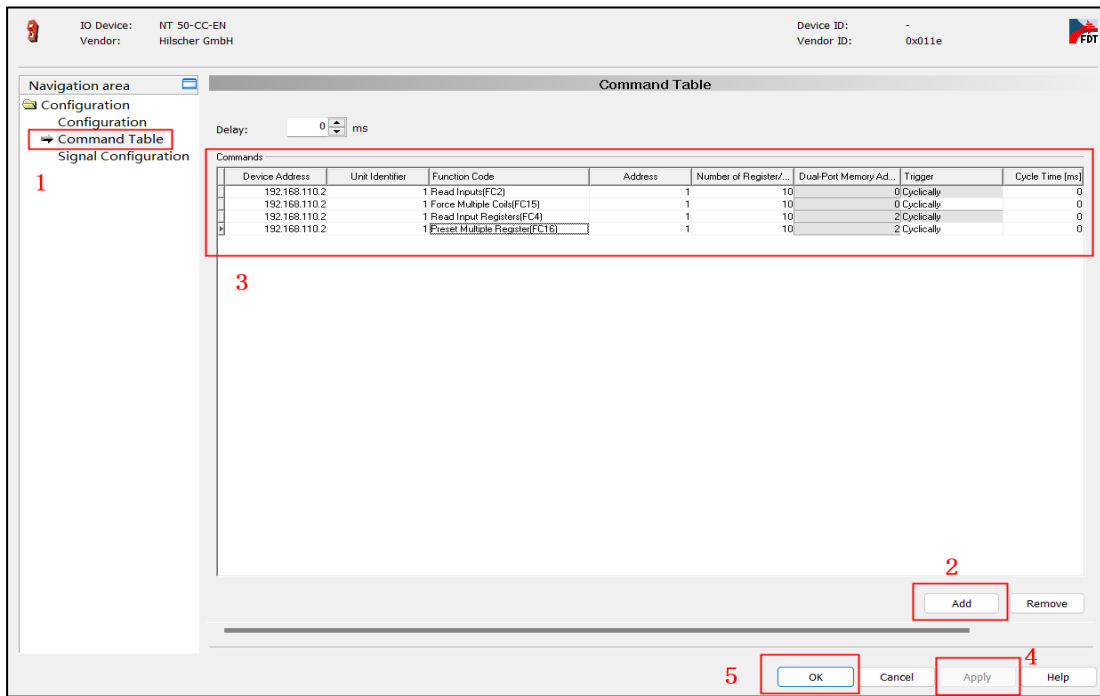 IO Device: NT 50-CC-EN Device ID: -
Vendor: Hilscher GmbH Vendor ID: 0x011e
FDT
Navigation area
Command Table
Configuration
Configuration
Command Table
Signal Configuration
1
Delay: 0 ms
Commands
Device Address Unit Identifier Function Code Address Number of Register/... Dual-Port Memory Ad... Trigger Cycle Time [ms]
192.168.110.2 1 Read Inputs(FC2) 1 10 0 Cyclically 0
192.168.110.2 1 Force Multiple Coils(FC15) 1 10 0 Cyclically 0
192.168.110.2 1 Read Input Registers(FC4) 1 10 2 Cyclically 0
192.168.110.2 1 Preset Multiple Register(FC16) 1 10 2 Cyclically 0
3
2
Add Remove
4
5
OK Cancel Apply Help